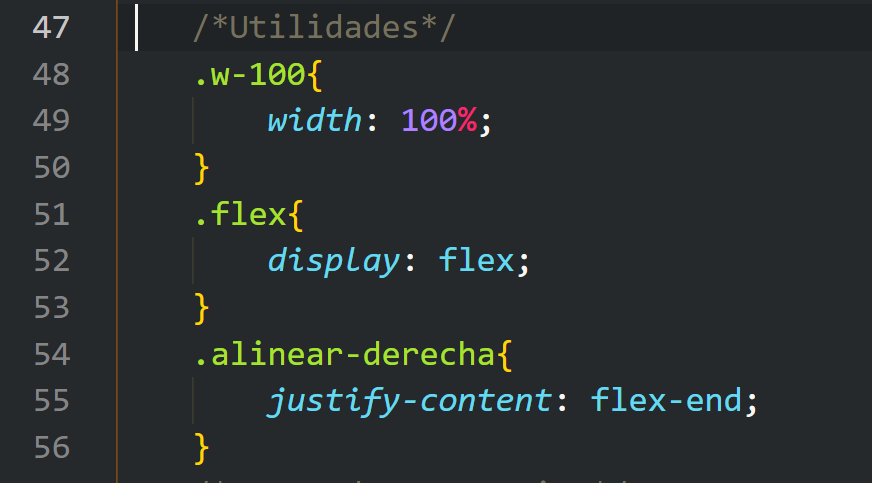 47 /*Utilidades*/
48 .w-100{
49 width: 100%;
50 }
51 .flex{
52 display: flex;
53 }
54 .alinear-derecha{
55 justify-content: flex-end;
56 }